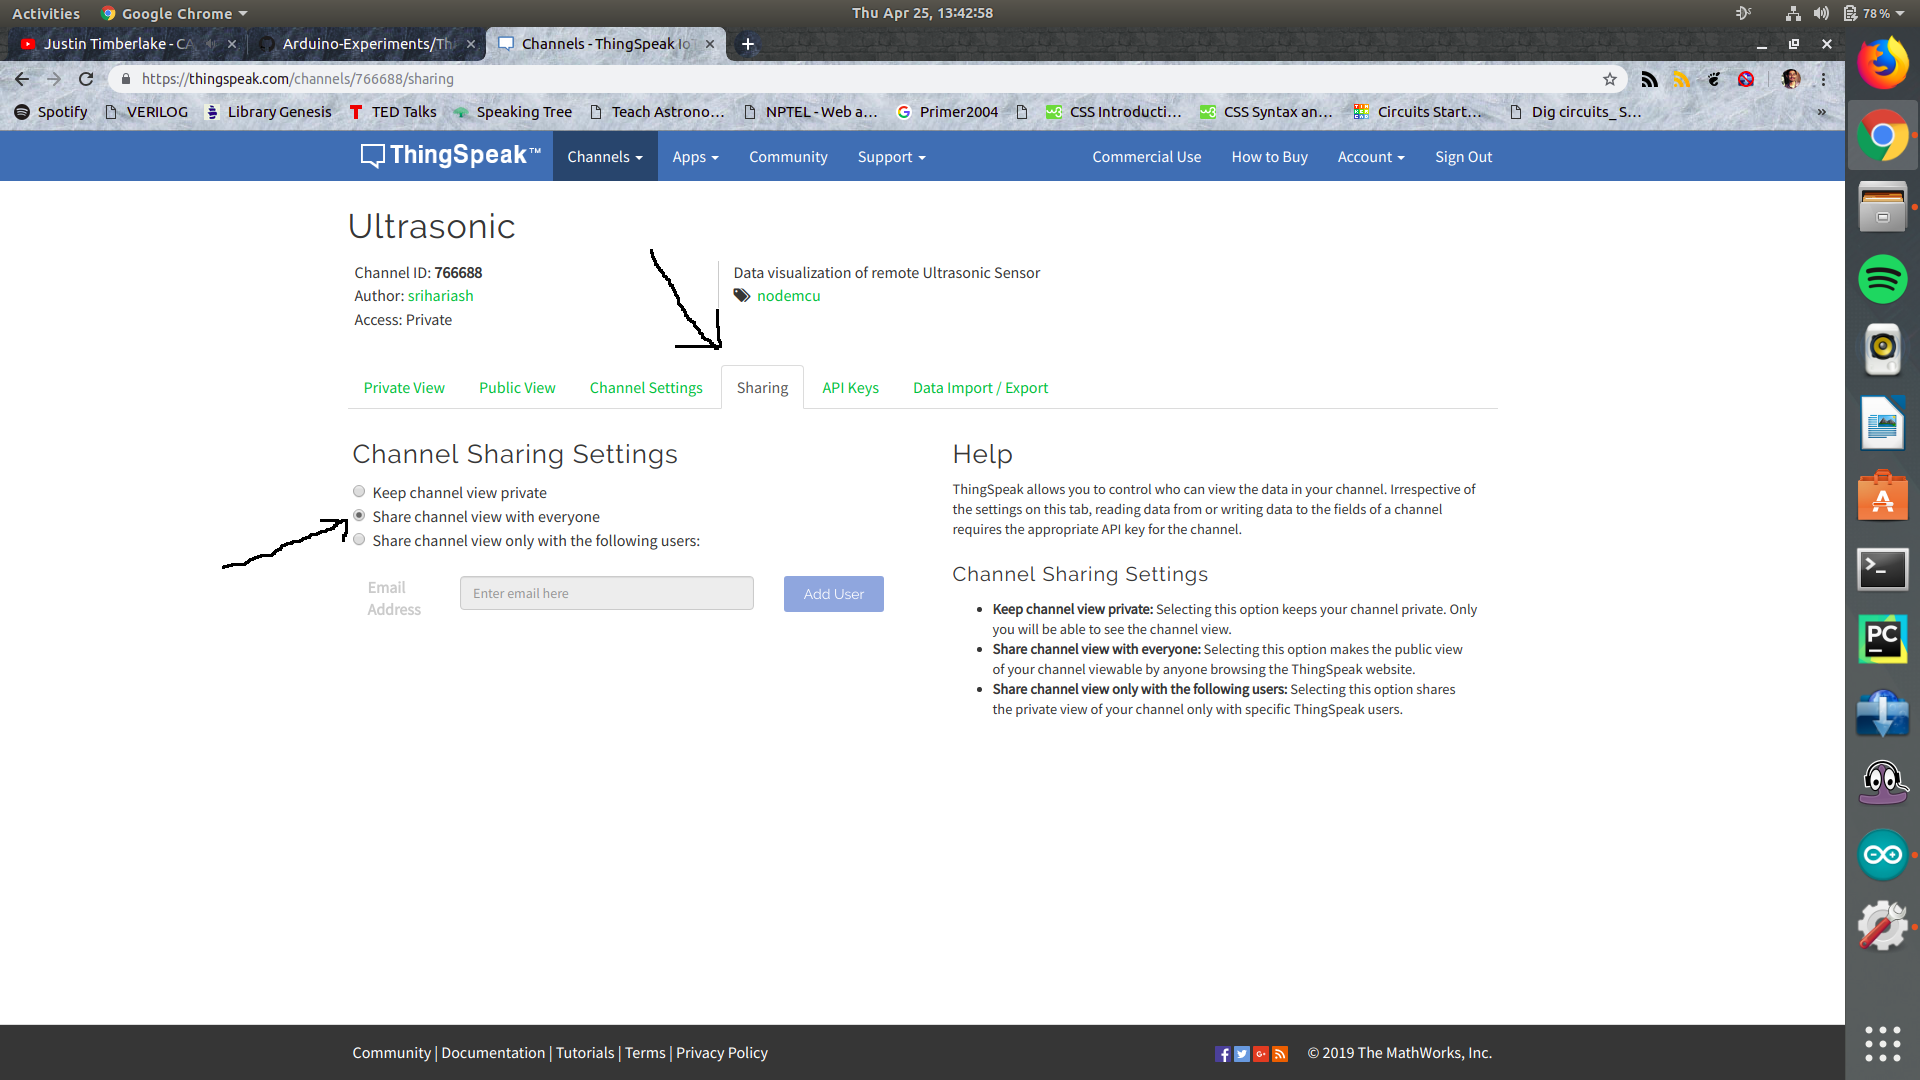 Activities Google Chrome Thu Apr 25, 13:42:58 78 %
Justin Timberlake - CA Arduino-Experiments/Th Channels - ThingSpeak Io
https://thingspeak.com/channels/766688/sharing
Spotify VERILOG Library Genesis TED Talks Speaking Tree Teach Astrono… NPTEL - Web a… Primer2004 CSS Introducti… CSS Syntax an… Circuits Start… Dig circuits_ S… »
ThingSpeak™ Channels Apps Community Support Commercial Use How to Buy Account Sign Out
Ultrasonic
Channel ID: 766688
Author: srihariash
Access: Private
Data visualization of remote Ultrasonic Sensor
nodemcu
Private View Public View Channel Settings Sharing API Keys Data Import / Export
Channel Sharing Settings
Keep channel view private
Share channel view with everyone
Share channel view only with the following users:
Email
Address
Enter email here
Add User
Help
ThingSpeak allows you to control who can view the data in your channel. Irrespective of
the settings on this tab, reading data from or writing data to the fields of a channel
requires the appropriate API key for the channel.
Channel Sharing Settings
• Keep channel view private: Selecting this option keeps your channel private. Only
you will be able to see the channel view.
• Share channel view with everyone: Selecting this option makes the public view
of your channel viewable by anyone browsing the ThingSpeak website.
• Share channel view only with the following users: Selecting this option shares
the private view of your channel only with specific ThingSpeak users.
Community | Documentation | Tutorials | Terms | Privacy Policy
© 2019 The MathWorks, Inc.
PC